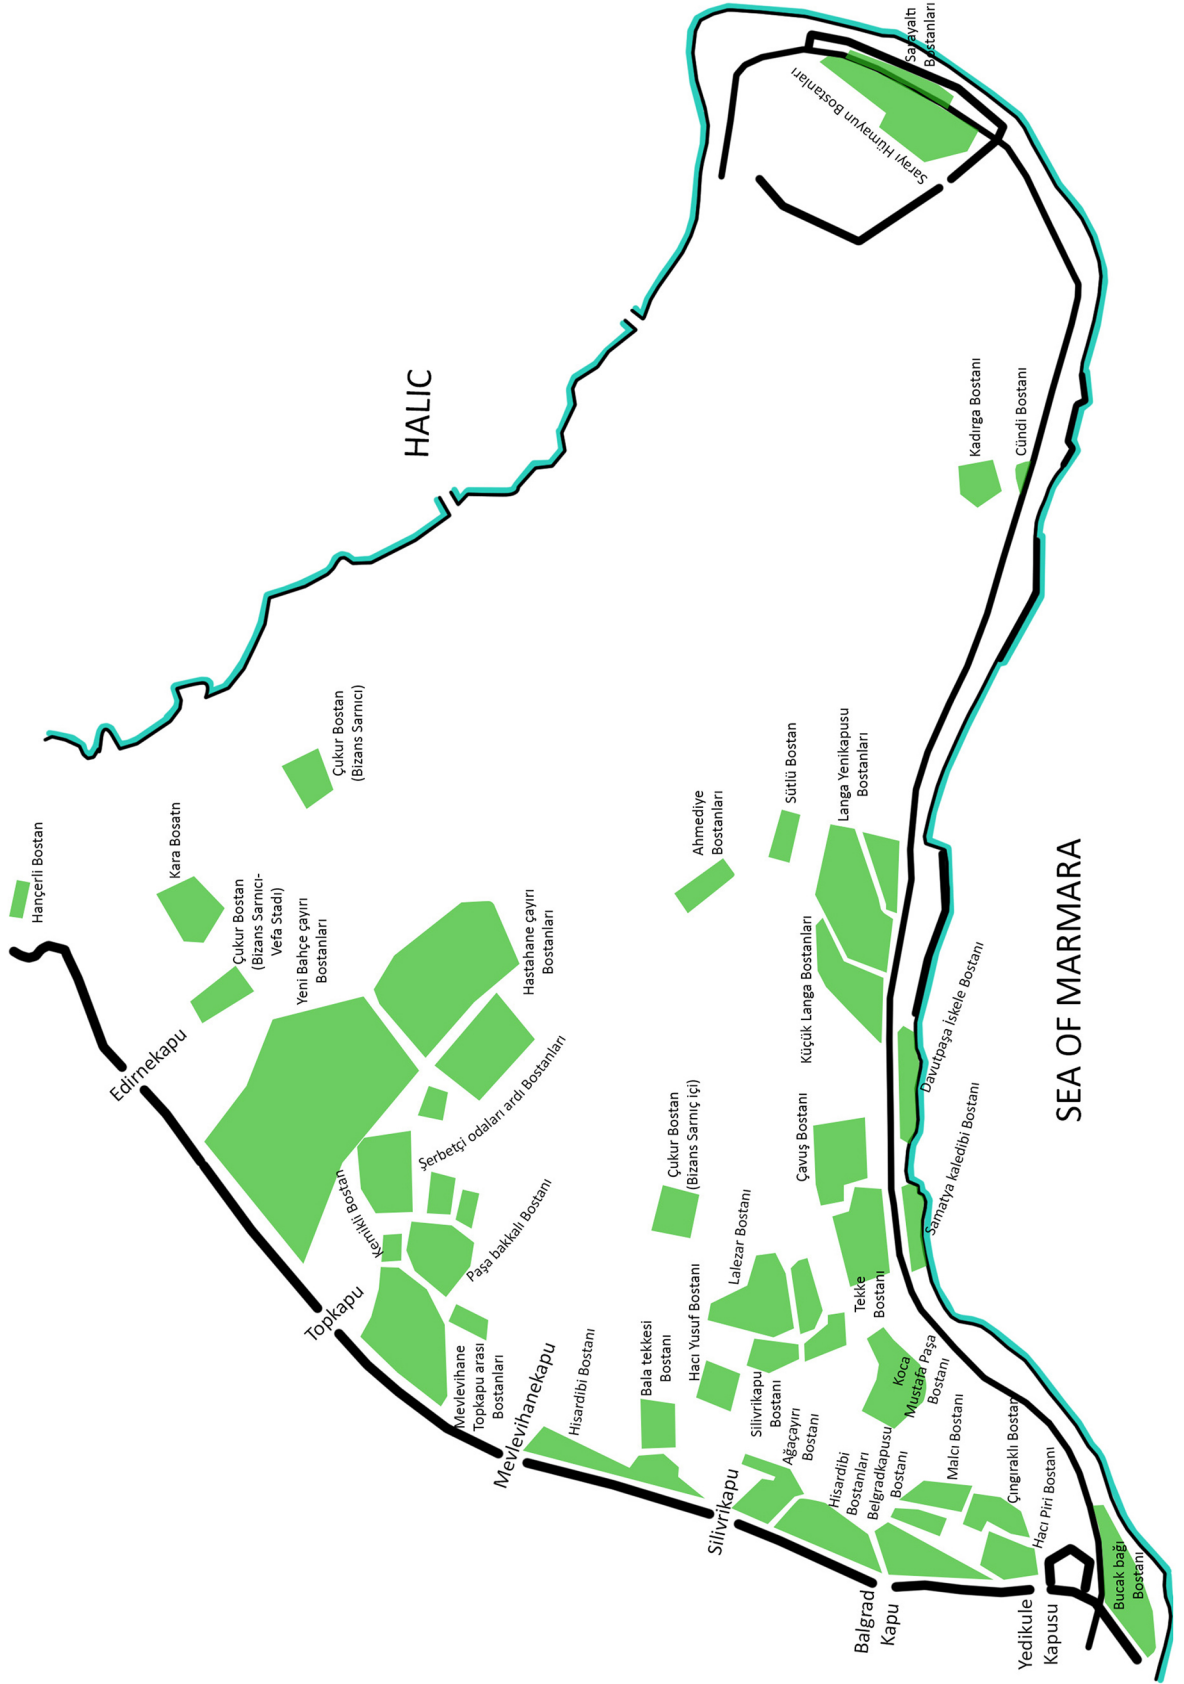 Hançerli Bostan
Kara Bosatn
Çukur Bostan
(Bizans Sarnıcı-
Vefa Stadı)
Çukur Bostan
(Bizans Sarnıcı)
Yeni Bahçe çayırı
Bostanları
Hastahane çayırı
Bostanları
Edirnekapu
Şerbetçi odaları ardı Bostanları
Kemikli Bostan
Paşa bakkalı Bostanı
Topkapu
Mevlevihane
Topkapu arası
Bostanları
Mevlevihanekapu
Hisardibi Bostanı
Bala tekkesi
Bostanı
Hacı Yusuf Bostanı
Lalezar Bostanı
Çukur Bostan
(Bizans Sarnıç içi)
Ahmediye
Bostanları
Sütlü Bostan
Langa Yenikapusu
Bostanları
Küçük Langa Bostanları
Çavuş Bostanı
Tekke
Bostanı
Silivrikapu
Bostanı
Ağaçayırı
Bostanı
Silivrikapu
Hisardibi
Bostanları
Belgradkapusu
Bostanı
Koca
Mustafa Paşa
Bostanı
Malcı Bostanı
Çıngıraklı Bostan
Hacı Piri Bostanı
Balgrad
Kapu
Yedikule
Kapusu
Bucak bağı
Bostanı
Samatya kaledibi Bostanı
Davutpaşa İskele Bostanı
Kadırga Bostanı
Cündi Bostanı
Sarayı Hümayun Bostanları
Sarayaltı
Bostanları
HALIC
SEA OF MARMARA